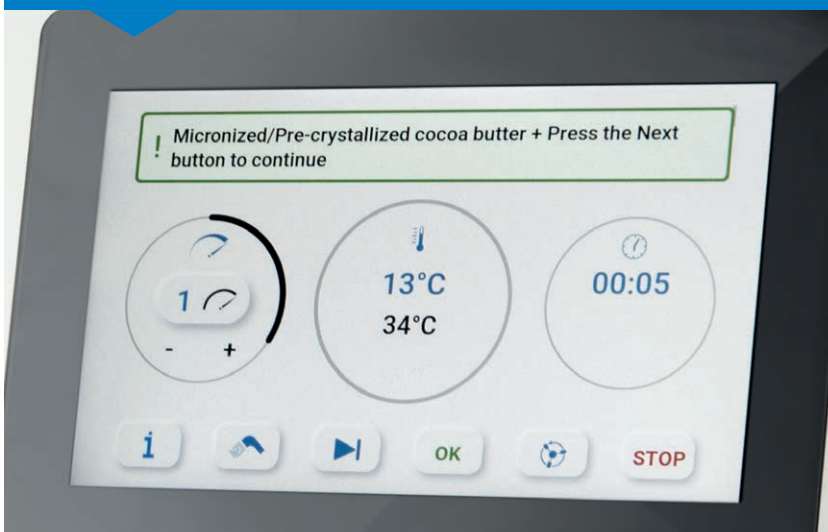 ! Micronized/Pre-crystallized cocoa butter + Press the Next
button to continue
1
- +
13°C
34°C
00:05
i
OK
STOP